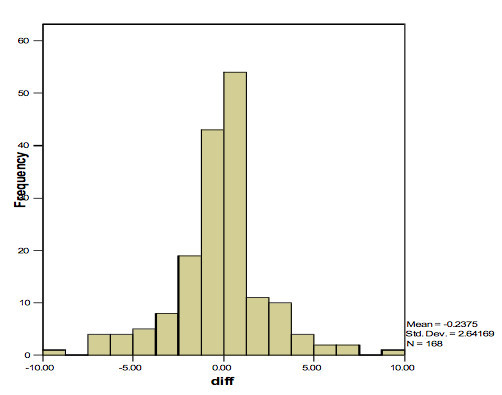 60
50
40
30
20
10
0
Frequency
-10.00 -5.00 0.00 5.00 10.00
diff
Mean = -0.2375
Std. Dev. = 2.64169
N = 168